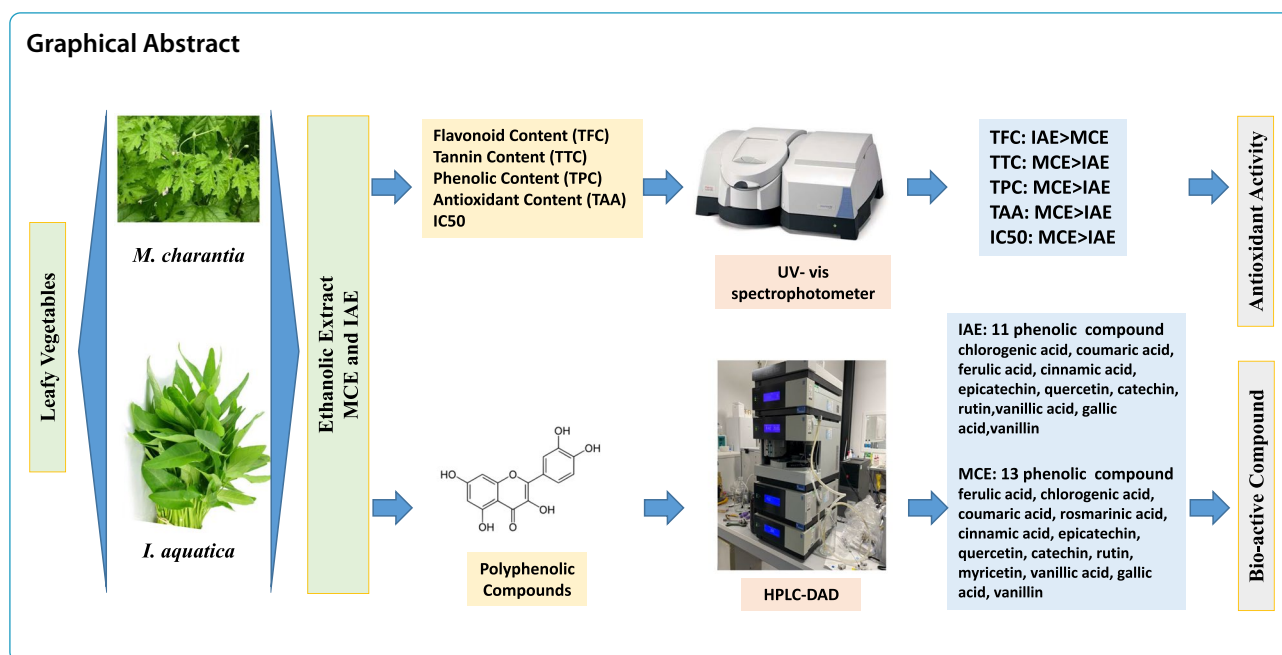 Graphical Abstract
Leafy Vegetables
M. charantia
I. aquatica
Ethanolic Extract
MCE and IAE
Flavonoid Content (TFC)
Tannin Content (TTC)
Phenolic Content (TPC)
Antioxidant Content (TAA)
IC50
UV- vis
spectrophotometer
TFC: IAE>MCE
TTC: MCE>IAE
TPC: MCE>IAE
TAA: MCE>IAE
IC50: MCE>IAE
Antioxidant Activity
OH
OH
HO
O
OH
OH
O
Polyphenolic
Compounds
HPLC-DAD
IAE: 11 phenolic compound
chlorogenic acid, coumaric acid,
ferulic acid, cinnamic acid,
epicatechin, quercetin, catechin,
rutin,vanillic acid, gallic
acid,vanillin
MCE: 13 phenolic compound
ferulic acid, chlorogenic acid,
coumaric acid, rosmarinic acid,
cinnamic acid, epicatechin,
quercetin, catechin, rutin,
myricetin, vanillic acid, gallic
acid, vanillin
Bio-active Compound